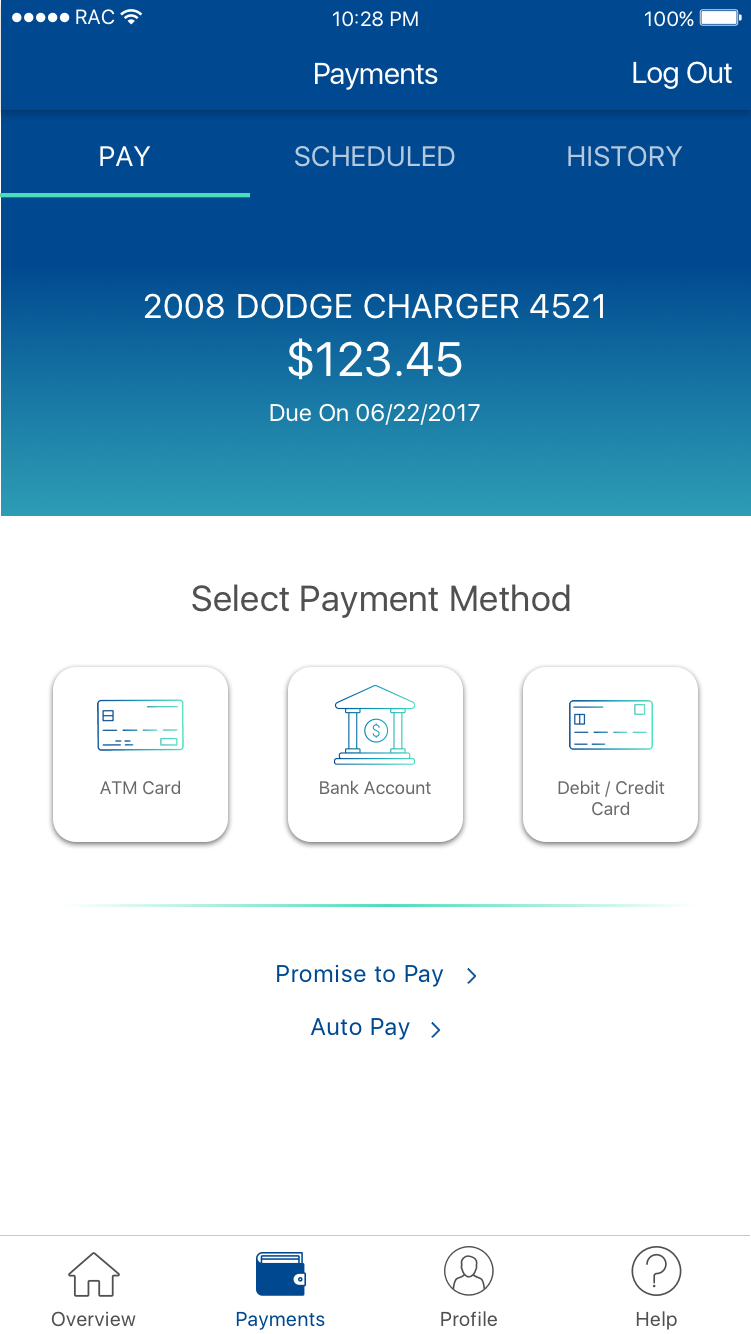 RAC 10:28 PM 100%
Payments Log Out
PAY SCHEDULED HISTORY
2008 DODGE CHARGER 4521
$123.45
Due On 06/22/2017
Select Payment Method
ATM Card
Bank Account
Debit / Credit
Card
$
Promise to Pay >
Auto Pay >
Overview Payments Profile Help
?